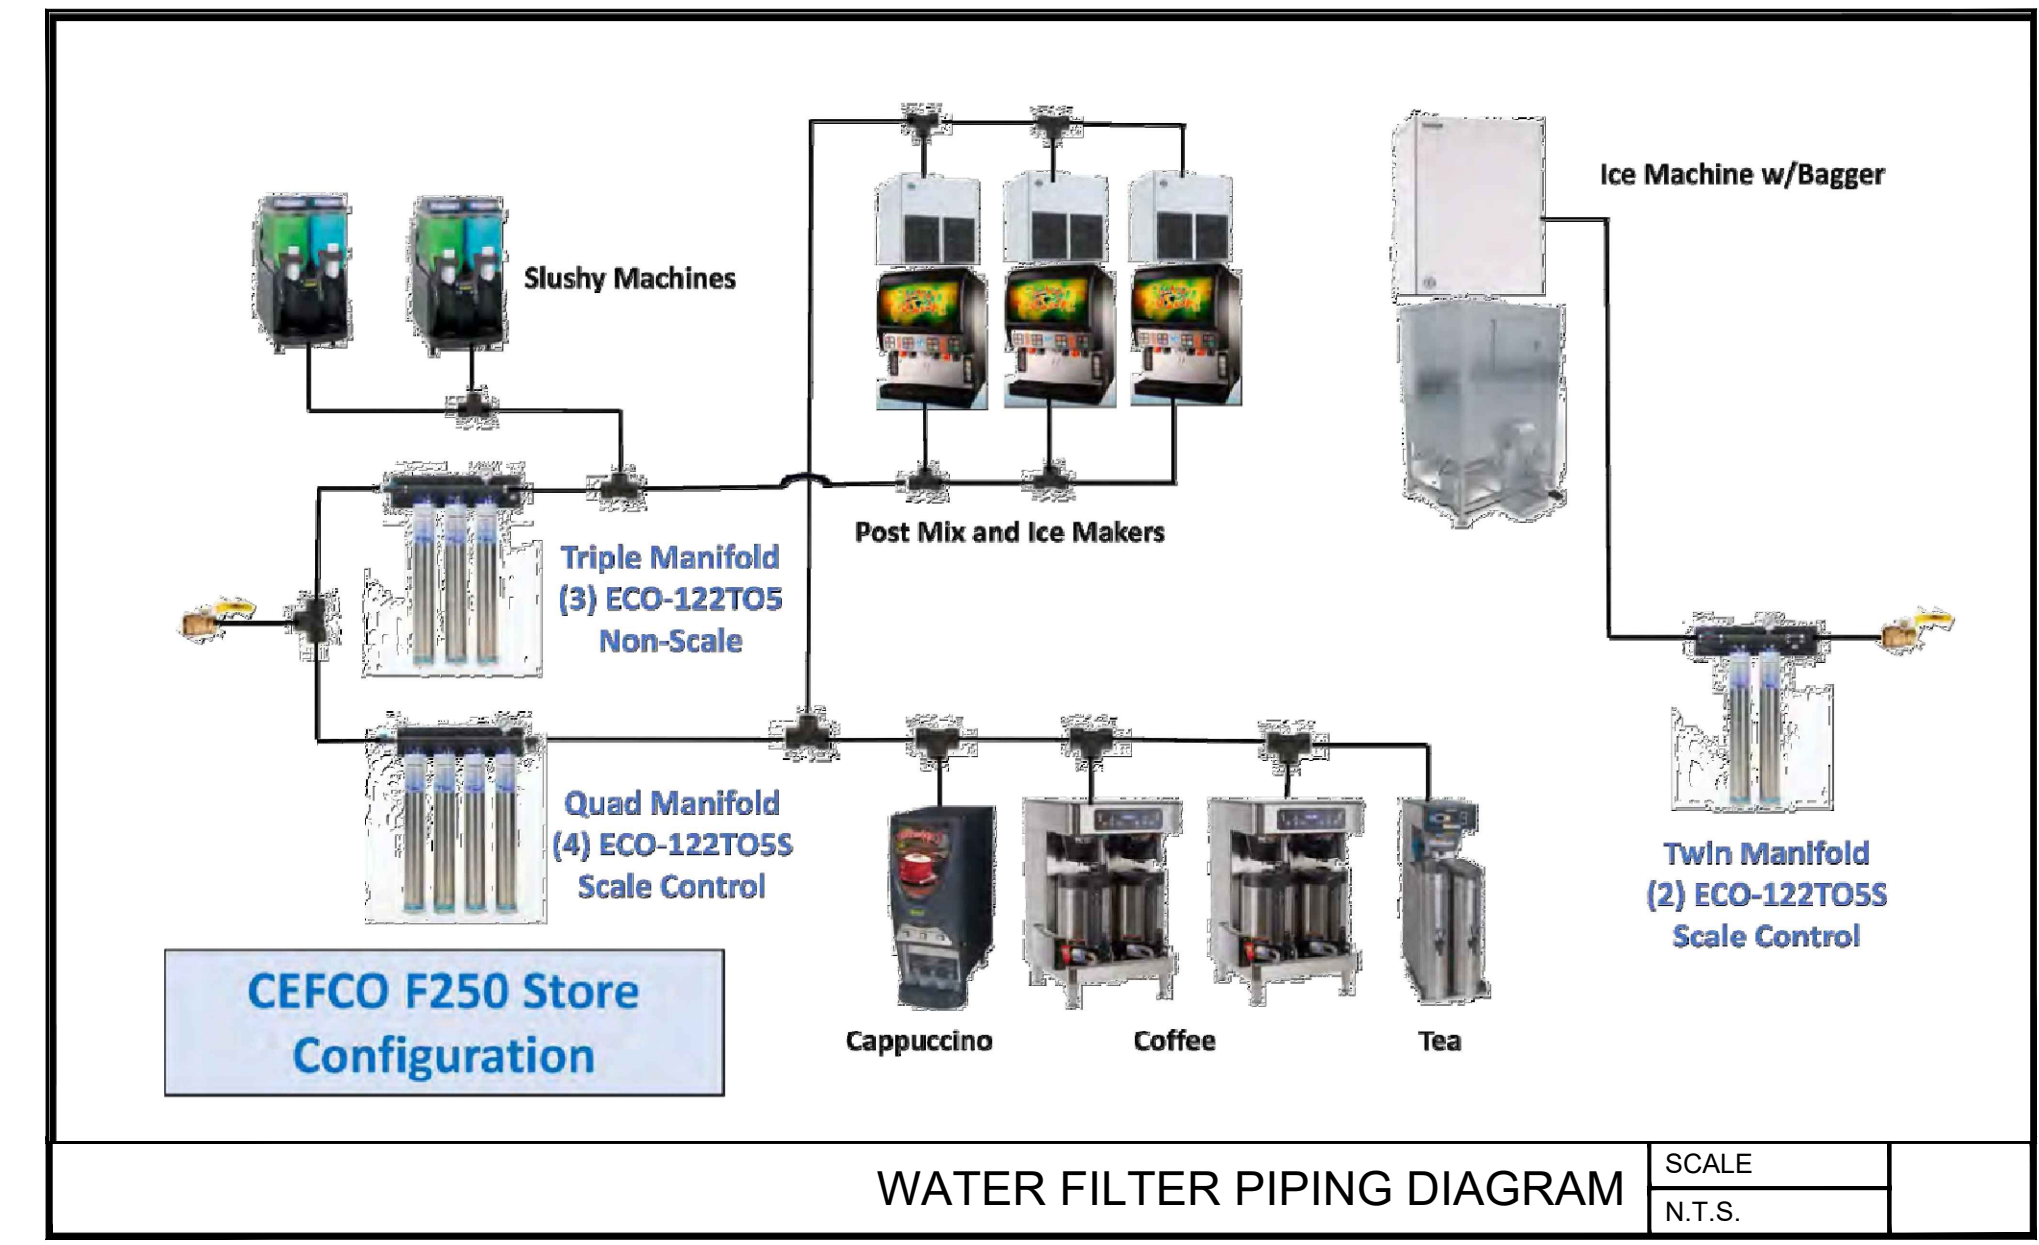 Ice Machine w/Bagger
Slushy Machines
Post Mix and Ice Makers
Triple Manifold
(3) ECO-122TO5
Non-Scale
Quad Manifold
(4) ECO-122TO5S
Scale Control
Twin Manifold
(2) ECO-122TO5S
Scale Control
CEFCO F250 Store
Configuration
Cappuccino
Coffee
Tea
WATER FILTER PIPING DIAGRAM
SCALE
N.T.S.